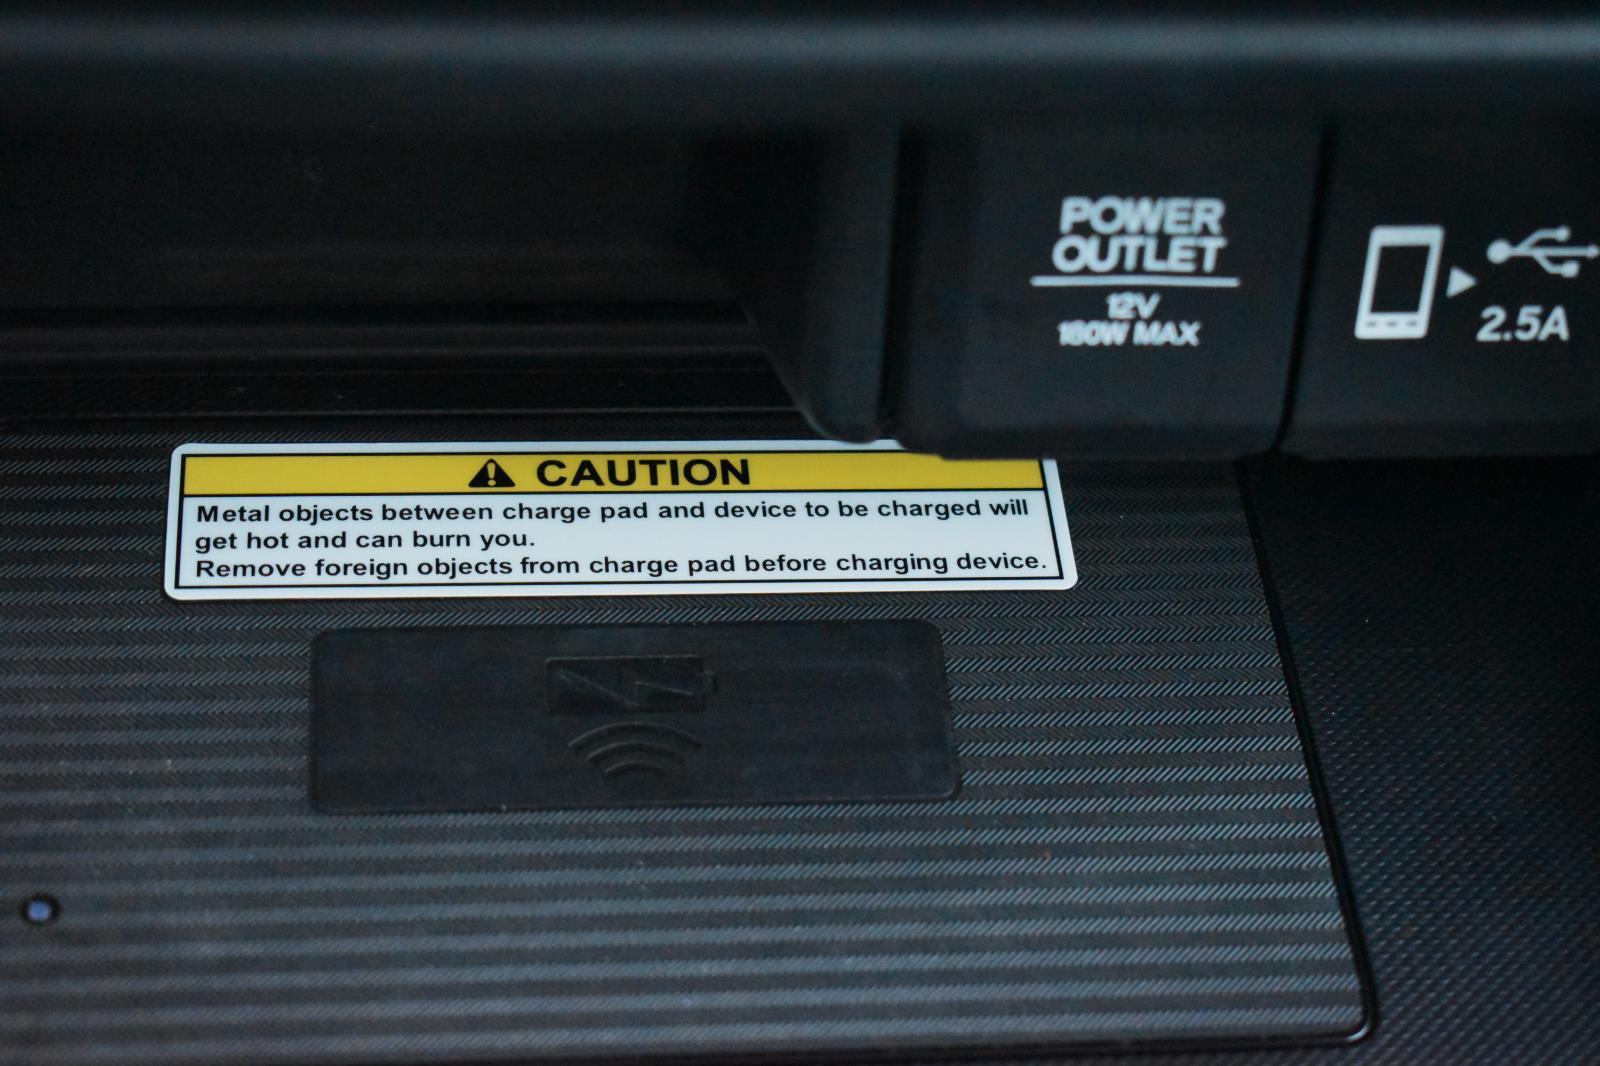 POWER
OUTLET
12V
180W MAX
2.5A
CAUTION
Metal objects between charge pad and device to be charged will
get hot and can burn you.
Remove foreign objects from charge pad before charging device.